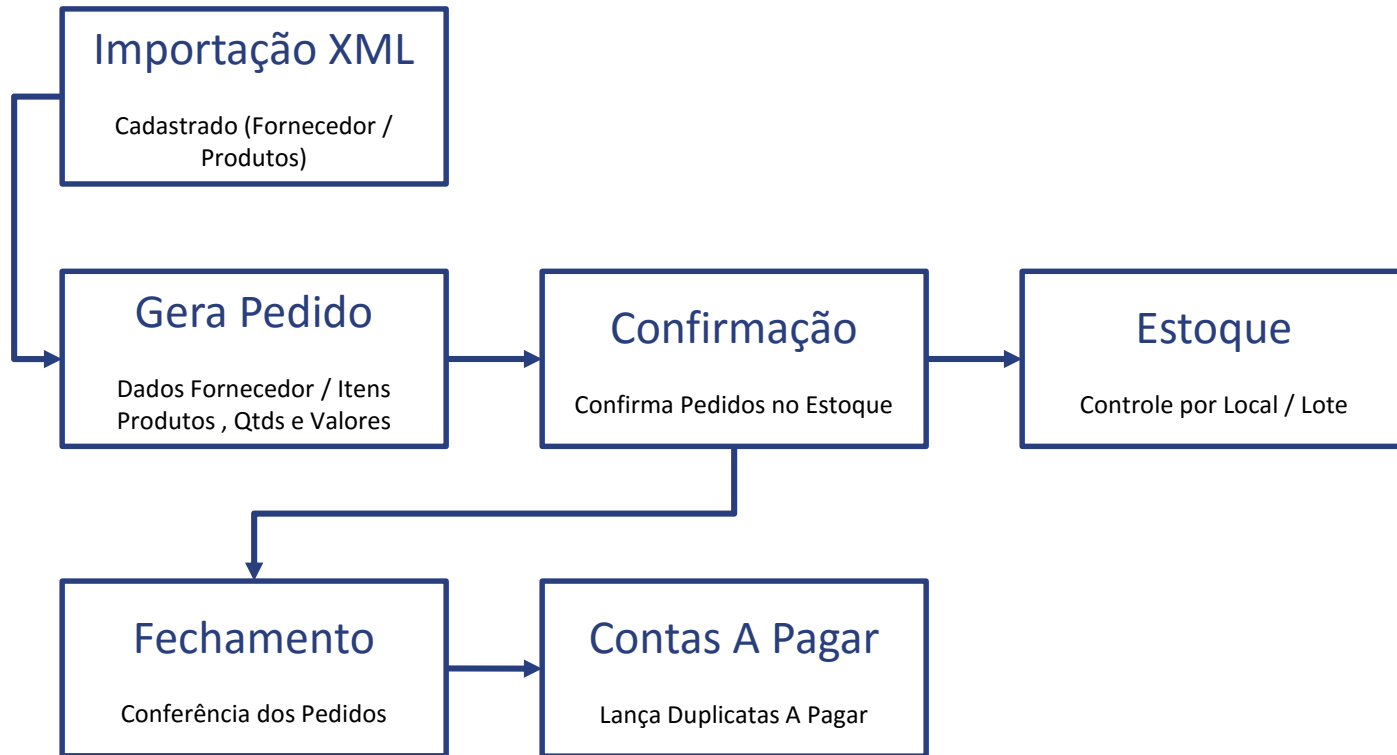 Importação XML
Cadastrado (Fornecedor /
Produtos)
Gera Pedido
Dados Fornecedor / Itens
Produtos , Qtds e Valores
Confirmação
Confirma Pedidos no Estoque
Estoque
Controle por Local / Lote
Fechamento
Conferência dos Pedidos
Contas A Pagar
Lança Duplicatas A Pagar